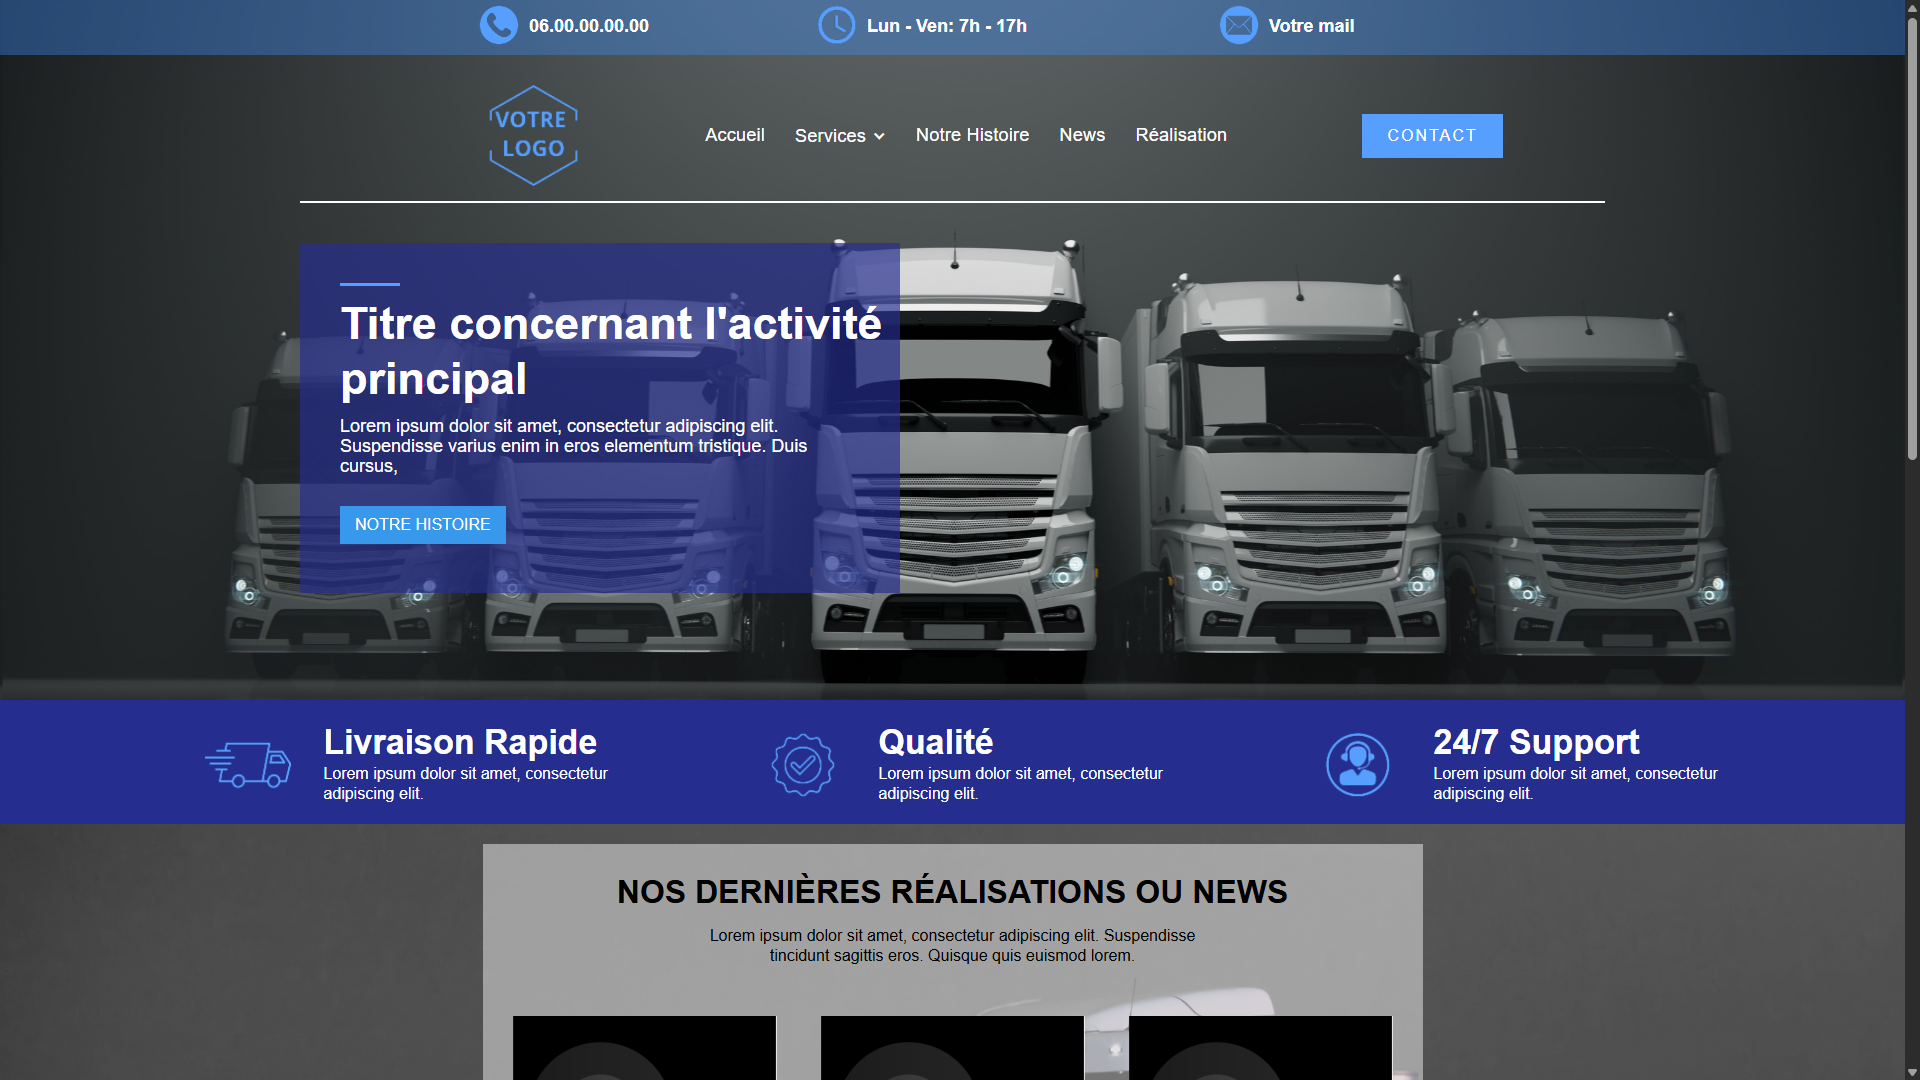 06.00.00.00.00
Lun - Ven: 7h - 17h
Votre mail
VOTRE
LOGO
Accueil
Services
Notre Histoire
News
Réalisation
CONTACT
Titre concernant l'activité
principal
Lorem ipsum dolor sit amet, consectetur adipiscing elit.
Suspendisse varius enim in eros elementum tristique. Duis
cursus,
NOTRE HISTOIRE
Livraison Rapide
Lorem ipsum dolor sit amet, consectetur
adipiscing elit.
Qualité
Lorem ipsum dolor sit amet, consectetur
adipiscing elit.
24/7 Support
Lorem ipsum dolor sit amet, consectetur
adipiscing elit.
NOS DERNIÈRES RÉALISATIONS OU NEWS
Lorem ipsum dolor sit amet, consectetur adipiscing elit. Suspendisse
tincidunt sagittis eros. Quisque quis euismod lorem.